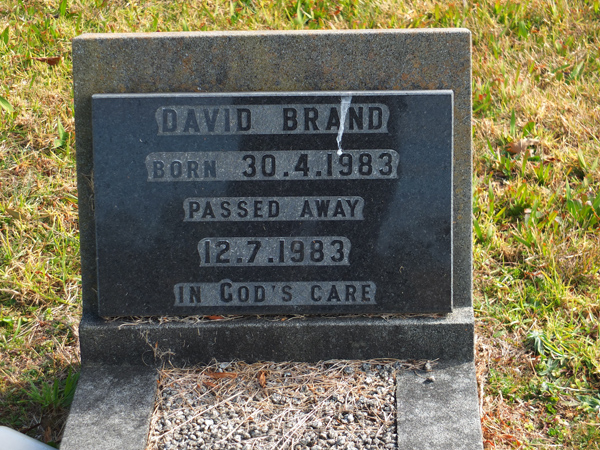 DAVID BRAND
BORN 30.4.1983
PASSED AWAY
12.7.1983
IN GOD'S CARE